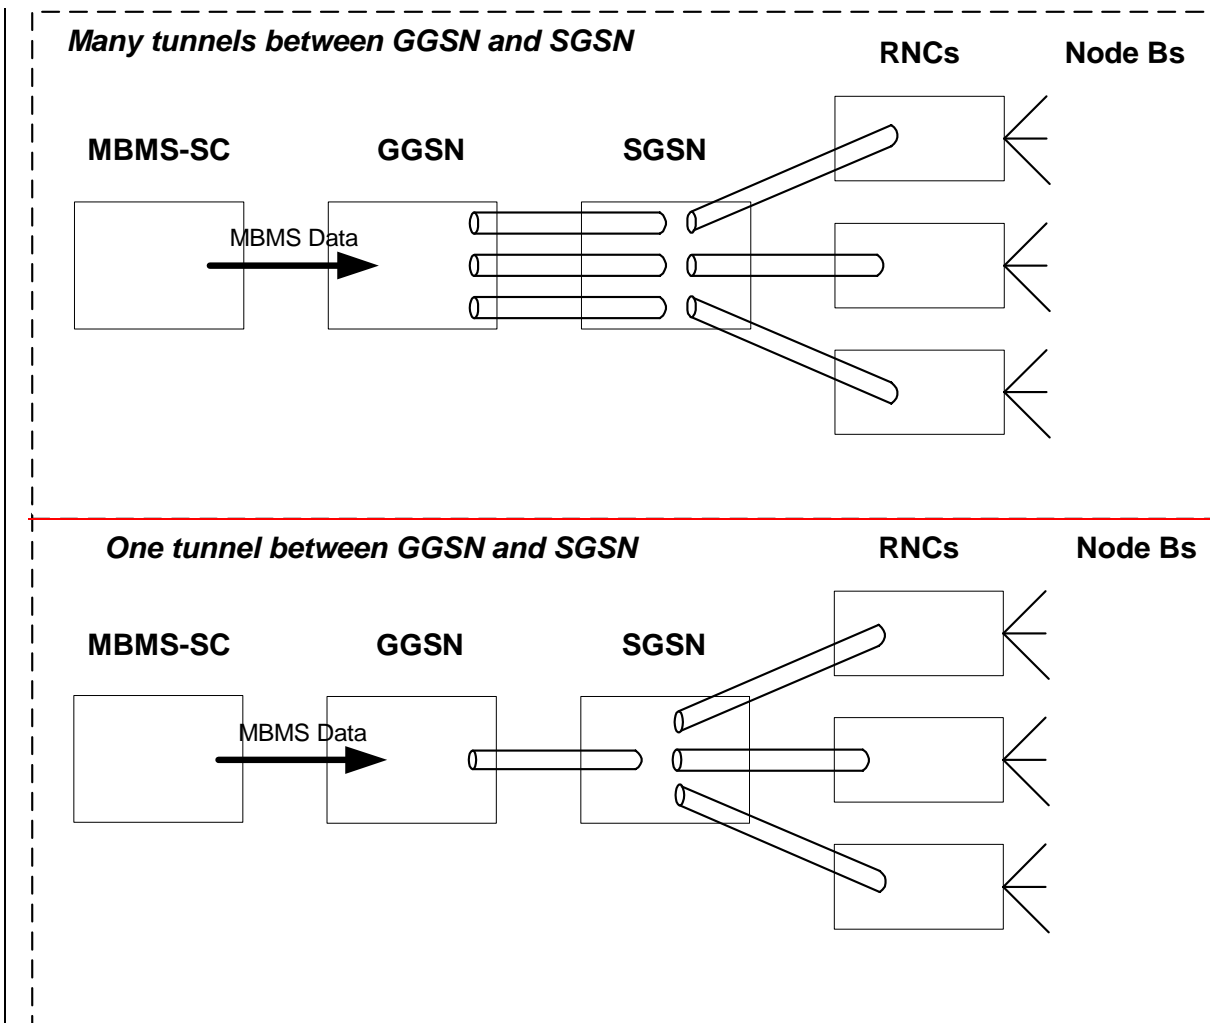 Many tunnels between GGSN and SGSN
RNCs
Node Bs
MBMS-SC
GGSN
SGSN
MBMS Data
One tunnel between GGSN and SGSN
RNCs
Node Bs
MBMS-SC
GGSN
SGSN
MBMS Data